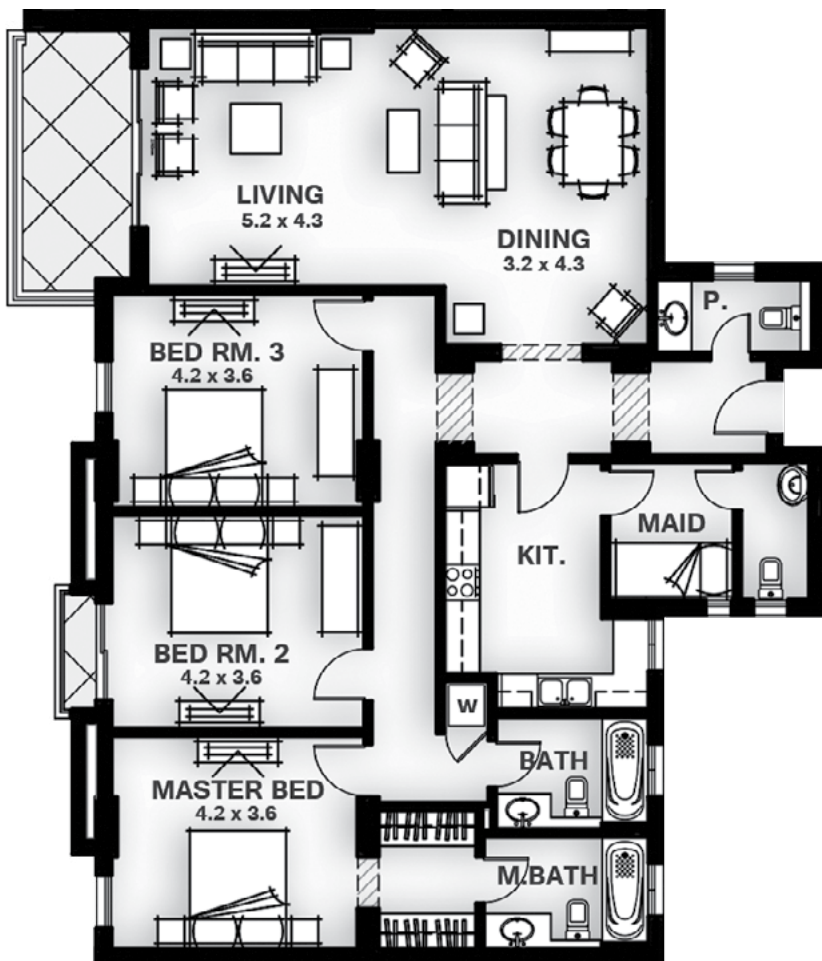 LIVING
5.2 x 4.3
DINING
3.2 x 4.3
P.
BED RM. 3
4.2 x 3.6
MAID
KIT.
BED RM. 2
4.2 x 3.6
W
BATH
MASTER BED
4.2 x 3.6
M.BATH